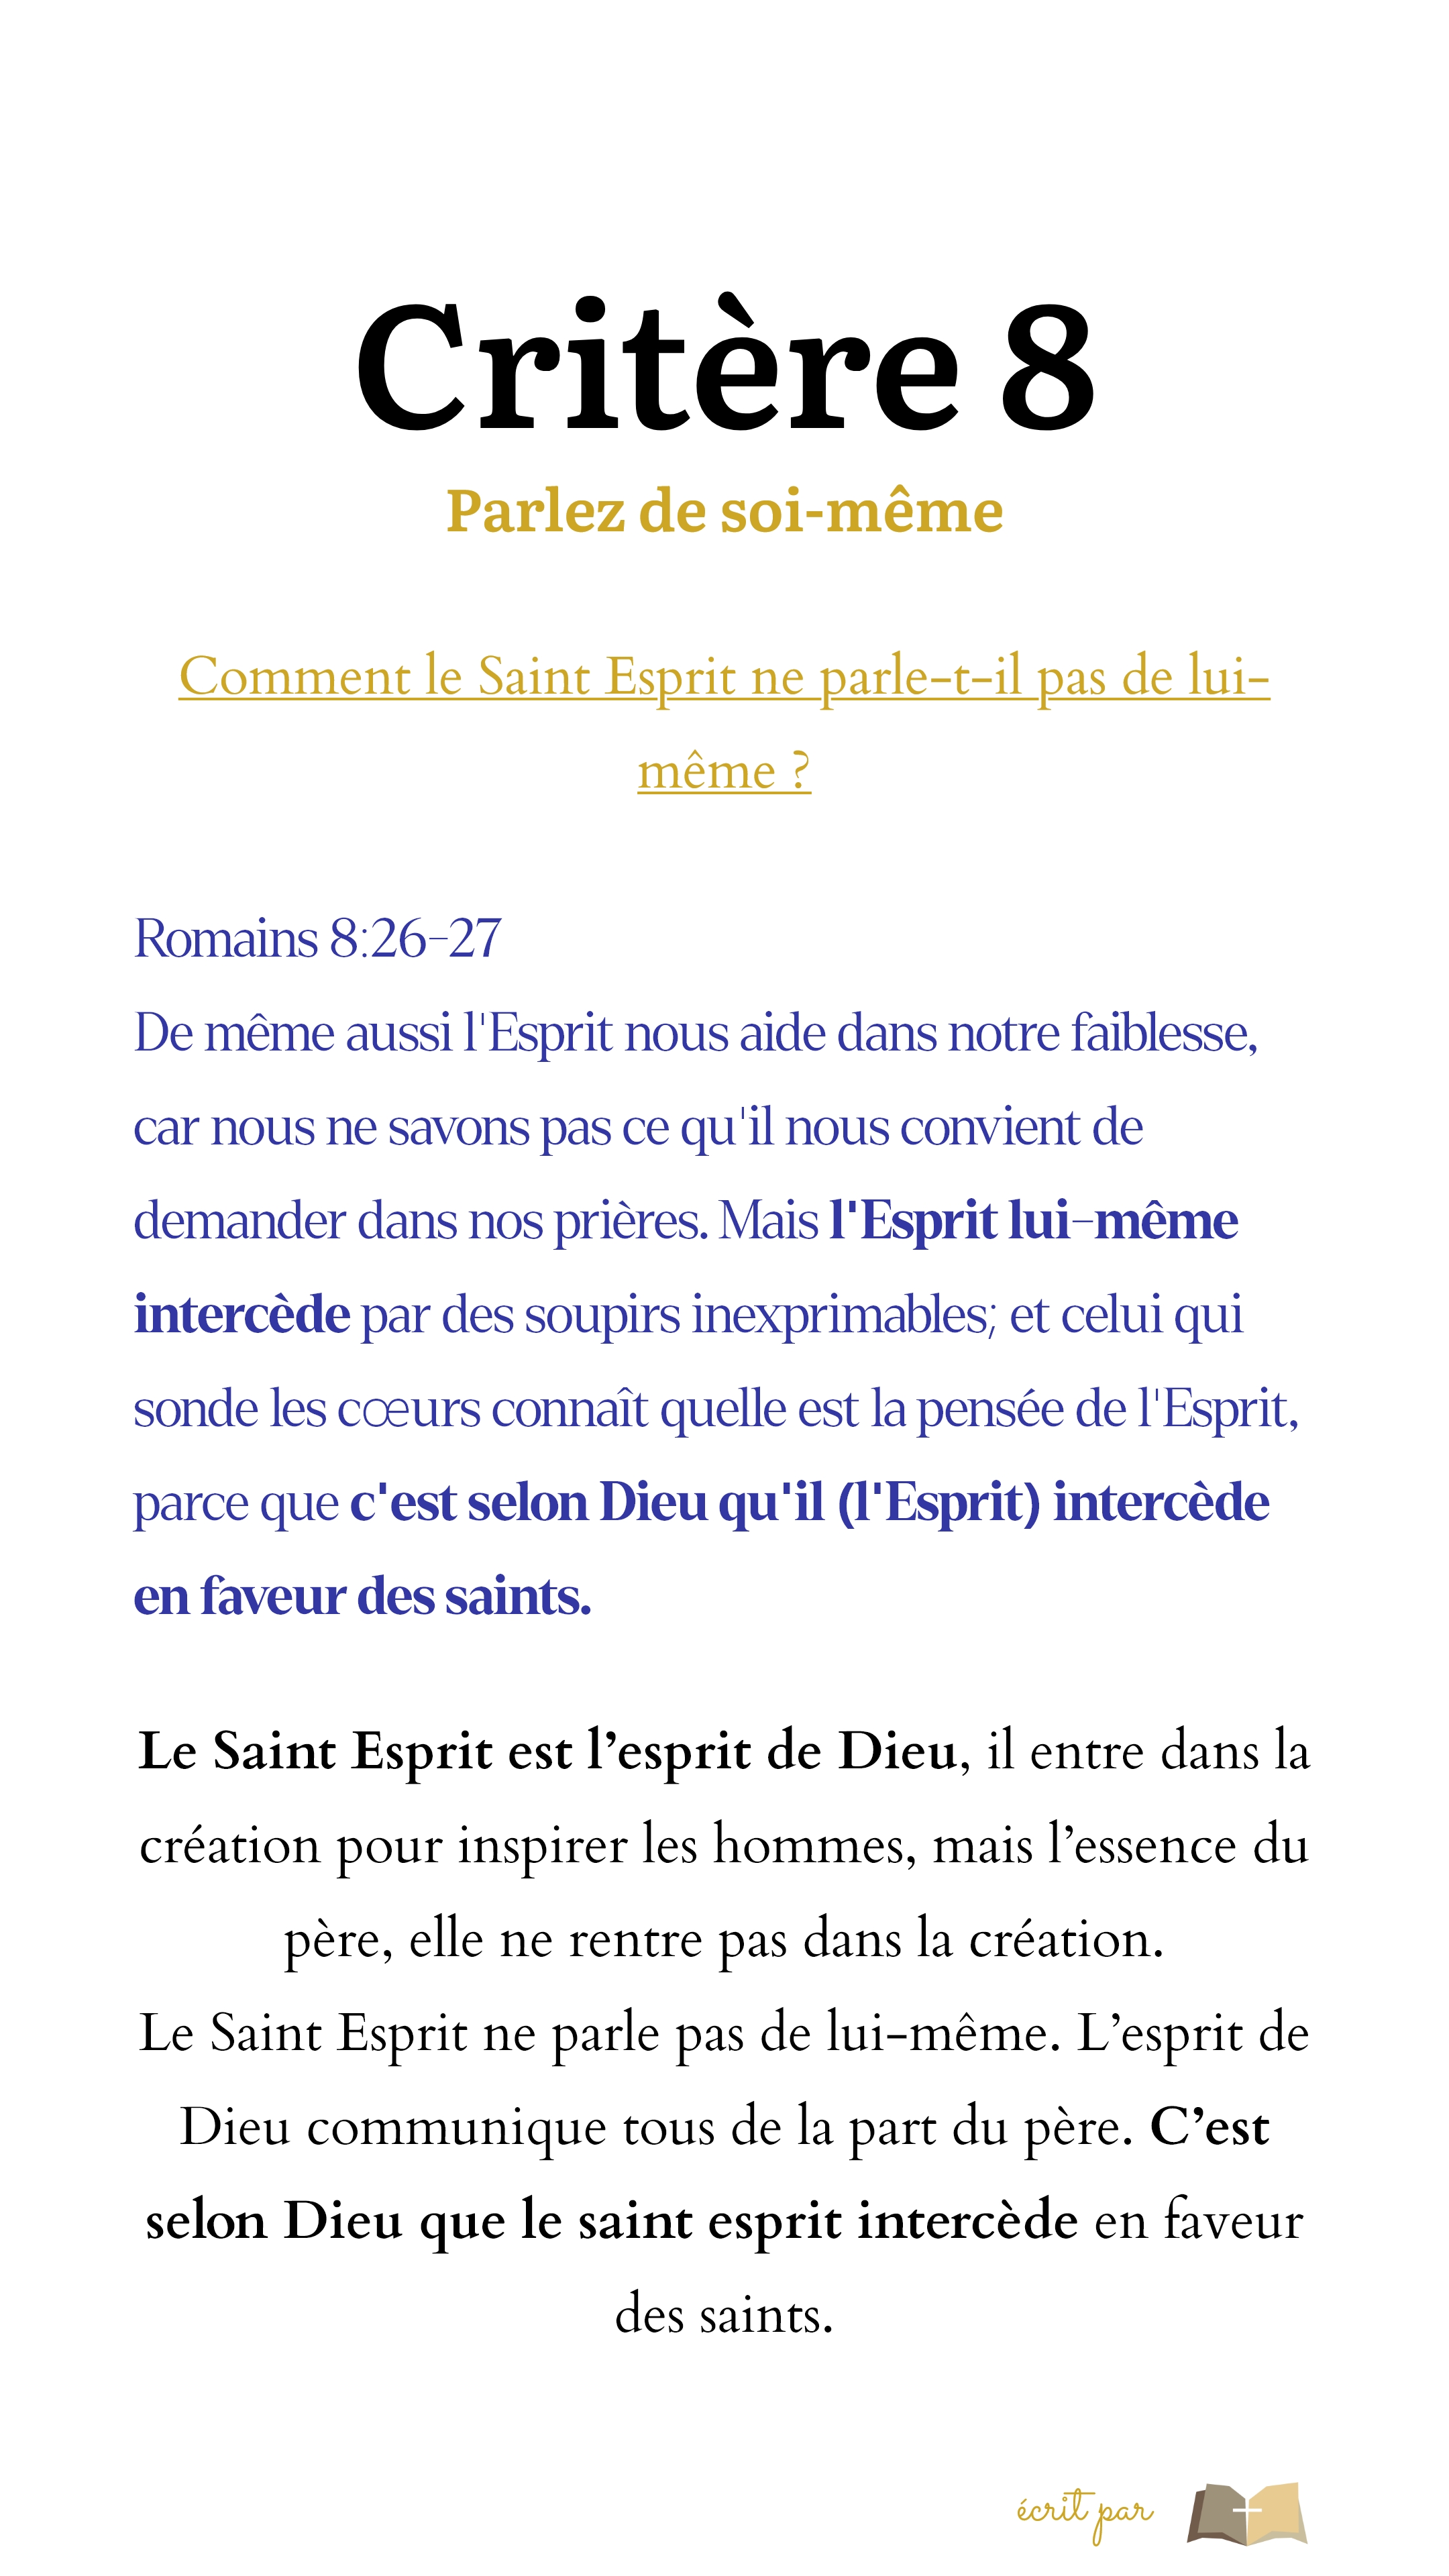 Critère 8
Parlez de soi-même
Comment le Saint Esprit ne parle-t-il pas de lui-
même ?
Romains 8:26-27
De même aussi l'Esprit nous aide dans notre faiblesse,
car nous ne savons pas ce qu'il nous convient de
demander dans nos prières. Mais l'Esprit lui-même
intercède par des soupirs inexprimables; et celui qui
sonde les cœurs connaît quelle est la pensée de l'Esprit,
parce que c'est selon Dieu qu'il (l'Esprit) intercède
en faveur des saints.
Le Saint Esprit est l’esprit de Dieu, il entre dans la
création pour inspirer les hommes, mais l’essence du
père, elle ne rentre pas dans la création.
Le Saint Esprit ne parle pas de lui-même. L’esprit de
Dieu communique tous de la part du père. C’est
selon Dieu que le saint esprit intercède en faveur
des saints.
écrit par